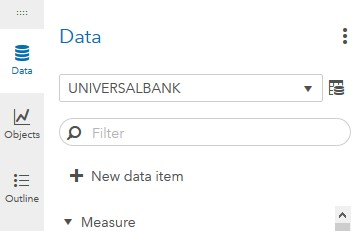 Data
UNIVERSALBANK
Data
Filter
Objects
New data item
Outline
Measure